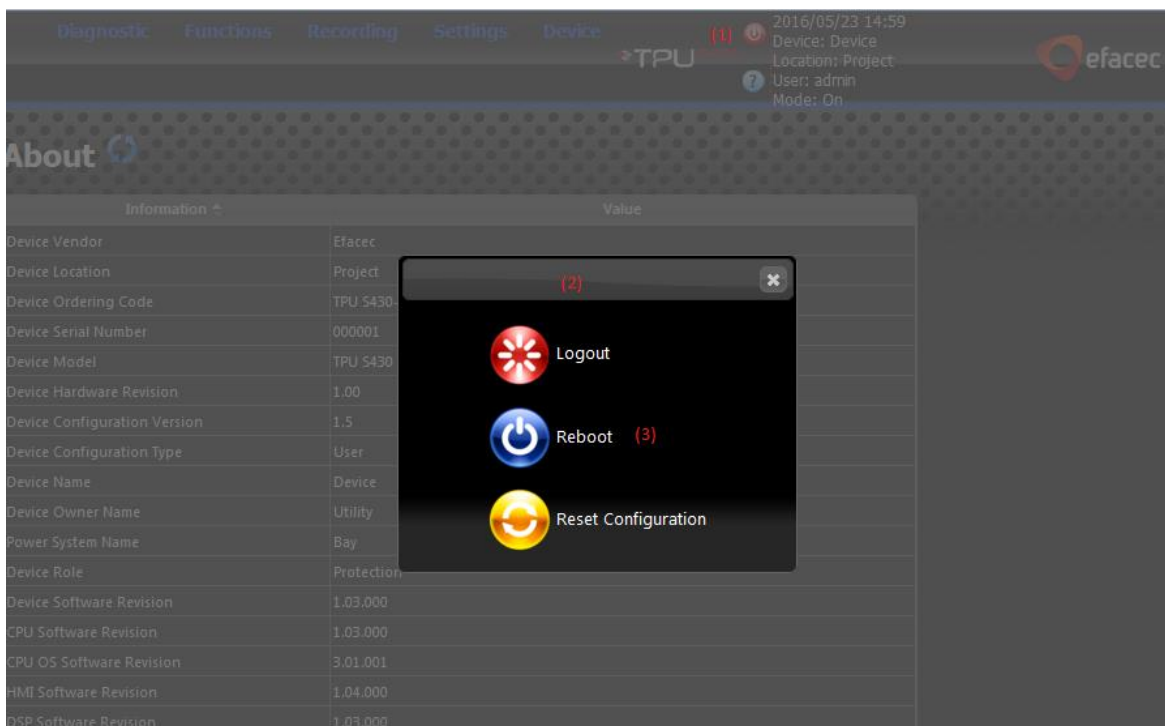 Diagnostic Functions Recording Settings Device
(1)
2016/05/23 14:59
Device: Device
Location: Project
User: admin
Mode: On
TPU
?
efacec
About
Information Value
Device Vendor Efacec
Device Location Project
Device Ordering Code TPU S430-
Device Serial Number 000001
Device Model TPU S430
Device Hardware Revision 1.00
Device Configuration Version 1.5
Device Configuration Type User
Device Name Device
Device Owner Name Utility
Power System Name Bay
Device Role Protection
Device Software Revision 1.03.000
CPU Software Revision 1.03.000
CPU OS Software Revision 3.01.001
HMI Software Revision 1.04.000
DSP Software Revision 1.03.000
(2)
Logout
Reboot (3)
Reset Configuration